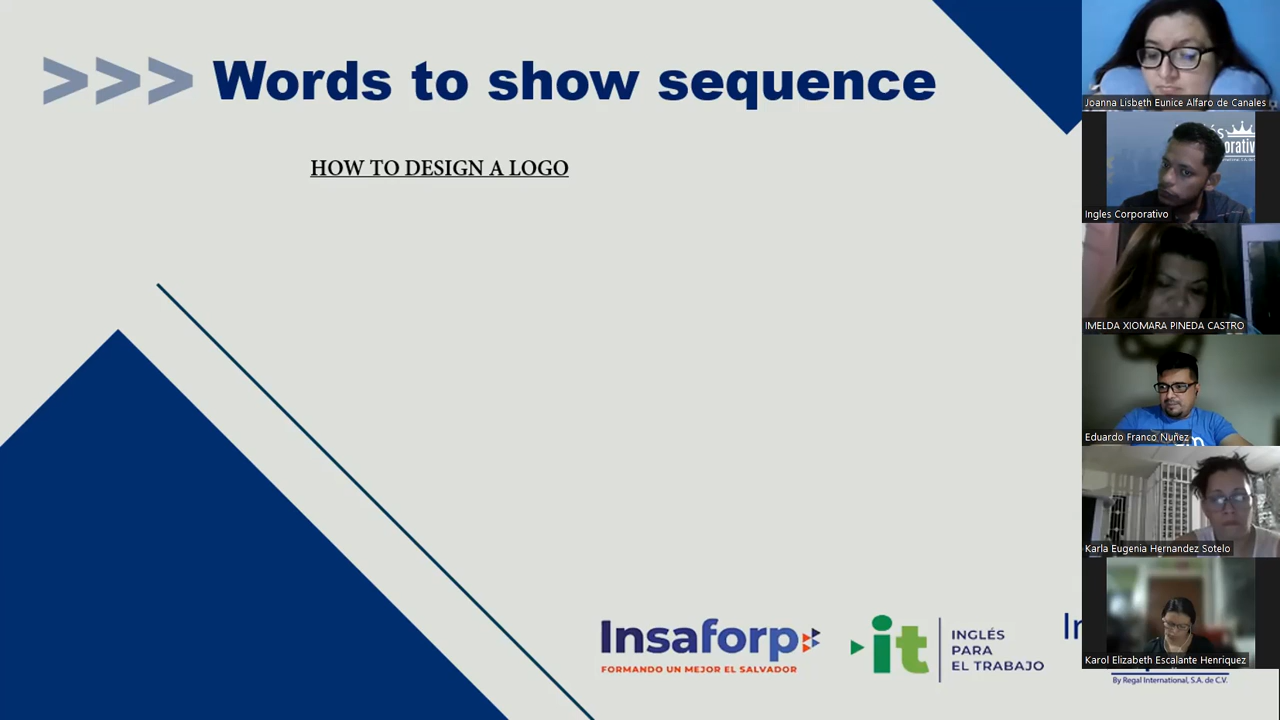 >>> Words to show sequence
HOW TO DESIGN A LOGO
Insaforp
FORMANDO UN MEJOR EL SALVADOR
it
INGLÉS
PARA
EL TRABAJO
By Regal International, S.A. de C.V.
Joanna Lisbeth Eunice Alfaro de Canales
Ingles Corporativo
IMELDA XIOMARA PINEDA CASTRO
Eduardo Franco Nuñez
Karla Eugenia Hernandez Sotelo
Karol Elizabeth Escalante Henriquez